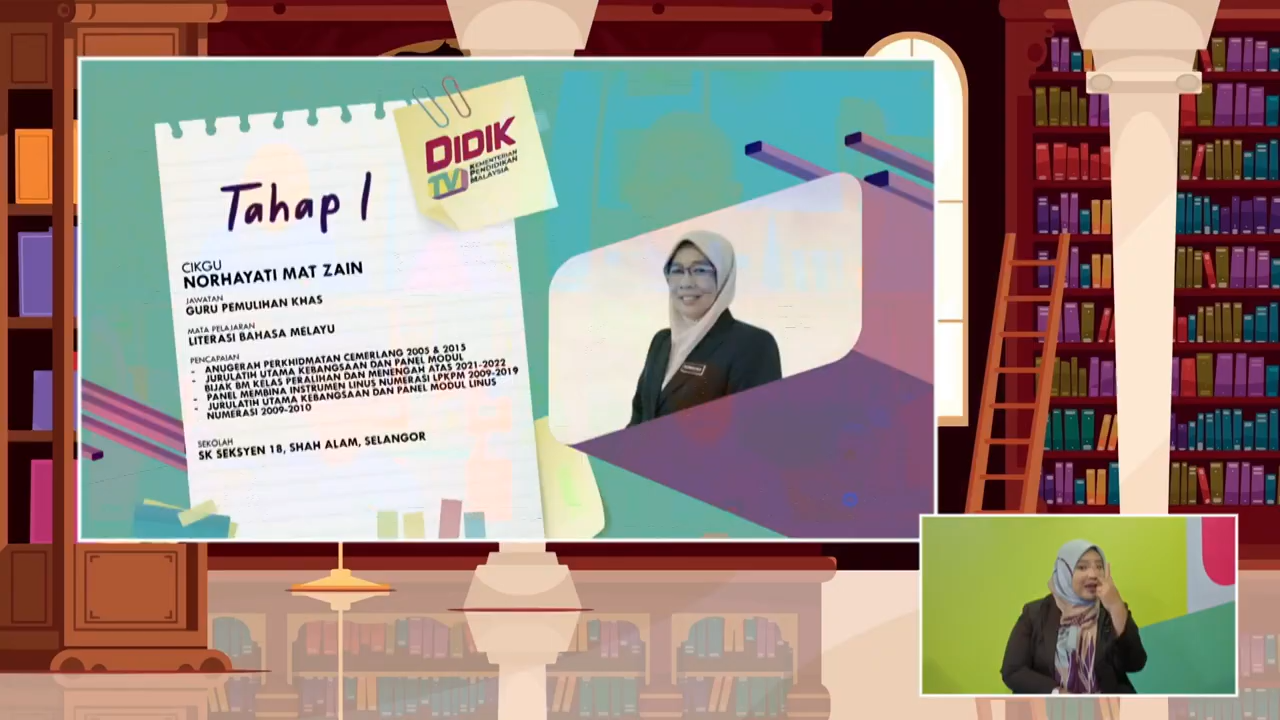 DIDIK
TV
KEMENTERIAN
PENDIDIKAN
MALAYSIA
Tahap 1
CIKGU
NORHAYATI MAT ZAIN
JAWATAN
GURU PEMULIHAN KHAS
MATA PELAJARAN
LITERASI BAHASA MELAYU
PENCAPAIAN
- ANUGERAH PERKHIDMATAN CEMERLANG 2005 & 2015
- JURULATIH UTAMA KEBANGSAAN DAN PANEL MODUL
BIJAK BM KELAS PERALIHAN DAN MENENGAH ATAS 2021-2022
- PANEL MEMBINA INSTRUMEN LINUS NUMERASI LPKPM 2009-2019
- JURULATIH UTAMA KEBANGSAAN DAN PANEL MODUL LINUS
NUMERASI 2009-2010
SEKOLAH
SK SEKSYEN 18, SHAH ALAM, SELANGOR